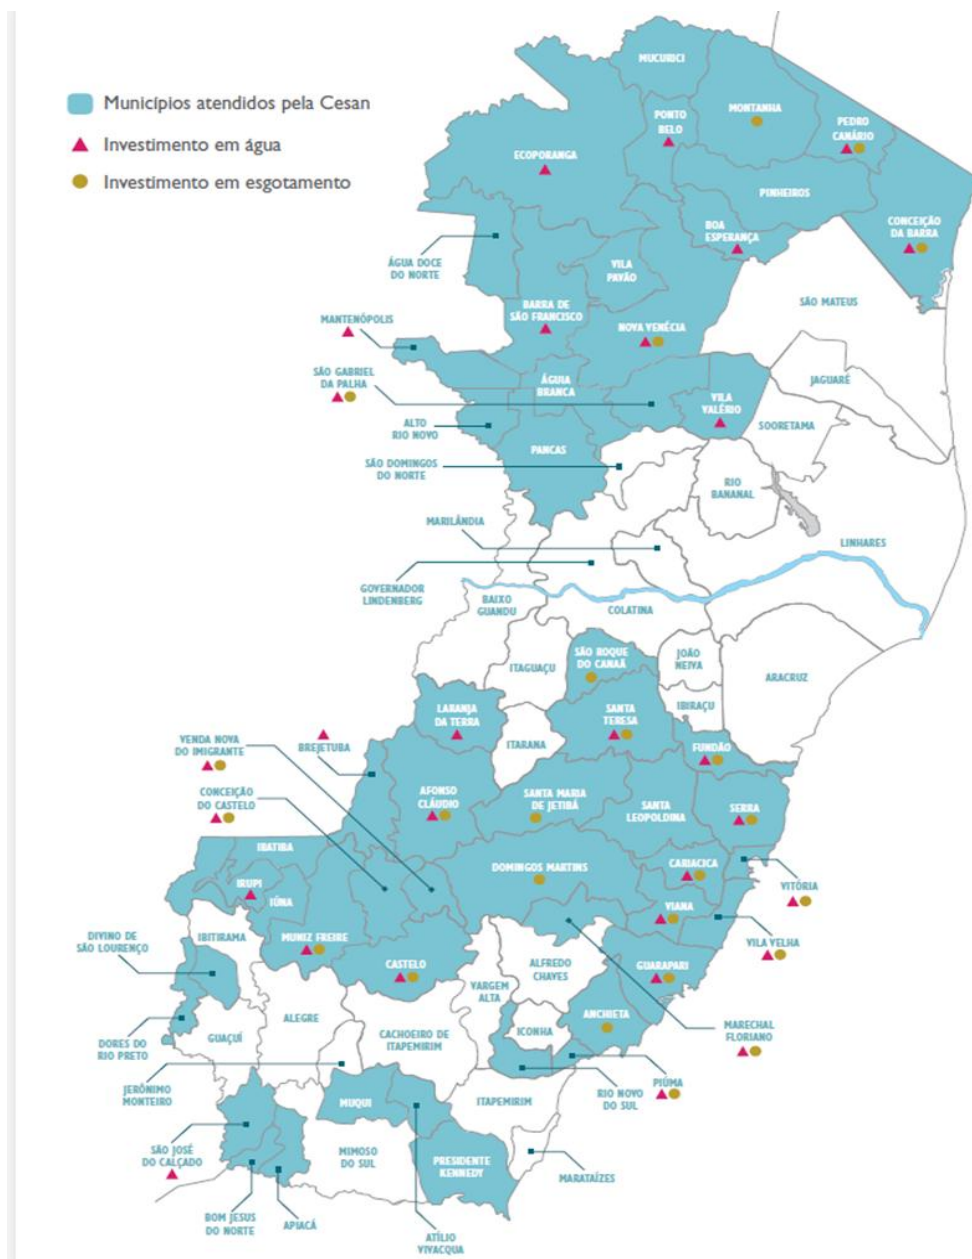 Municípios atendidos pela Cesan
Investimento em água
Investimento em esgotamento
MUCURICI
MONTANHA
PONTO
BELO
PEDRO
CANÁRIO
ECOPORANGA
PINHEIROS
BOA
ESPERANÇA
CONCEIÇÃO
DA BARRA
ÁGUA DOCE
DO NORTE
VILA
PAVÃO
SÃO MATEUS
BARRA DE
SÃO FRANCISCO
MANTENÓPOLIS
NOVA VENÉCIA
SÃO GABRIEL
DA PALHA
ÁGUIA
BRANCA
JAGUARÉ
VILA
VALÉRIO
ALTO
RIO NOVO
SOORETAMA
PANCAS
SÃO DOMINGOS
DO NORTE
RIO
BANANAL
MARILÂNDIA
LINHARES
GOVERNADOR
LINDENBERG
BAIXO
GUANDU
COLATINA
SÃO ROQUE
DO CANAÃ
JOÃO
NEIVA
ITAGUAÇU
ARACRUZ
LARANJA
DA TERRA
SANTA
TERESA
IBIRAÇU
ITARANA
VENDA NOVA
DO IMIGRANTE
BREJETUBA
FUNDÃO
CONCEIÇÃO
DO CASTELO
AFONSO
CLÁUDIO
SANTA MARIA
DE JETIBÁ
SANTA
LEOPOLDINA
SERRA
IBATIBA
DOMINGOS MARTINS
CARIACICA
IRUPI
IÚNA
VITÓRIA
VIANA
DIVINO DE
SÃO LOURENÇO
IBITIRAMA
MUNIZ FREIRE
VILA VELHA
CASTELO
ALFREDO
CHAVES
GUARAPARI
VARGEM
ALTA
ANCHIETA
ALEGRE
DORES DO
RIO PRETO
GUAÇUÍ
CACHOEIRO DE
ITAPEMIRIM
ICONHA
MARECHAL
FLORIANO
JERÔNIMO
MONTEIRO
RIO NOVO
DO SUL
PIÚMA
MUQUI
ITAPEMIRIM
SÃO JOSÉ
DO CALÇADO
MIMOSO
DO SUL
PRESIDENTE
KENNEDY
MARATAÍZES
BOM JESUS
DO NORTE
APIACÁ
ATÍLIO
VIVACQUA